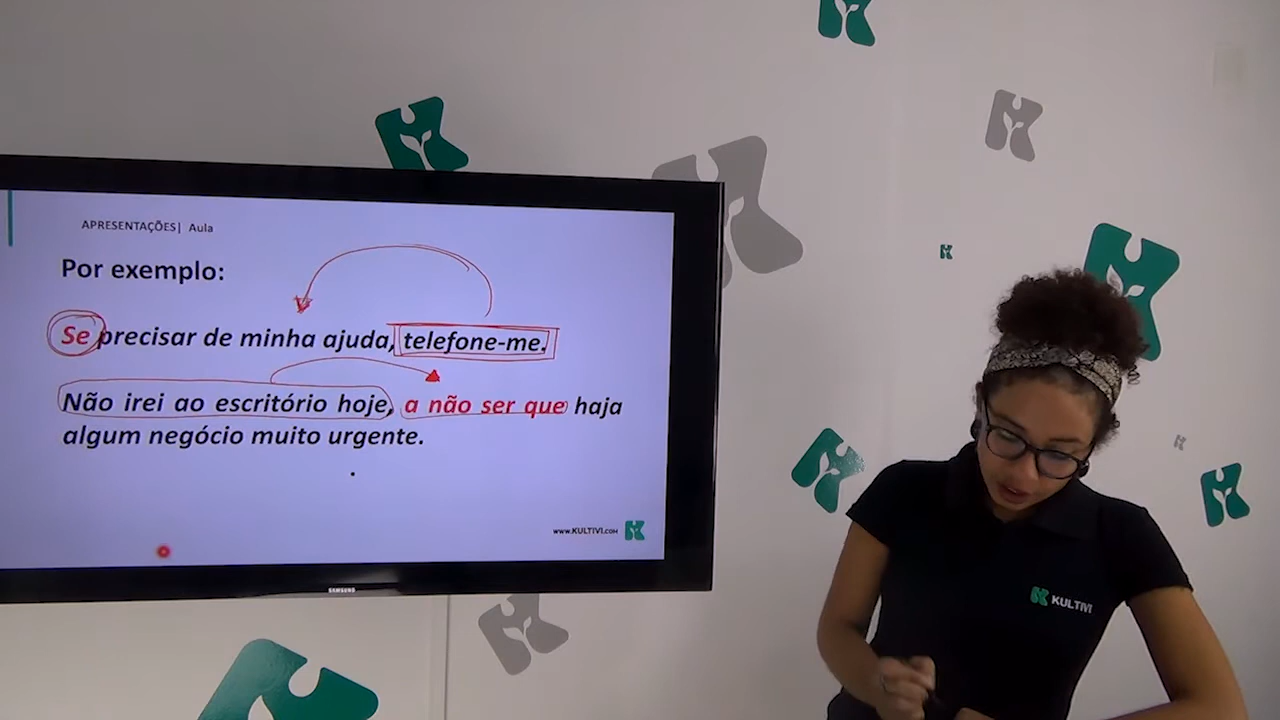 APRESENTAÇÕES| Aula
Por exemplo:
Se precisar de minha ajuda, telefone-me.
Não irei ao escritório hoje, a não ser que haja
algum negócio muito urgente.
www.KULTIVI.COM
SAMSUNG
KULTIVI